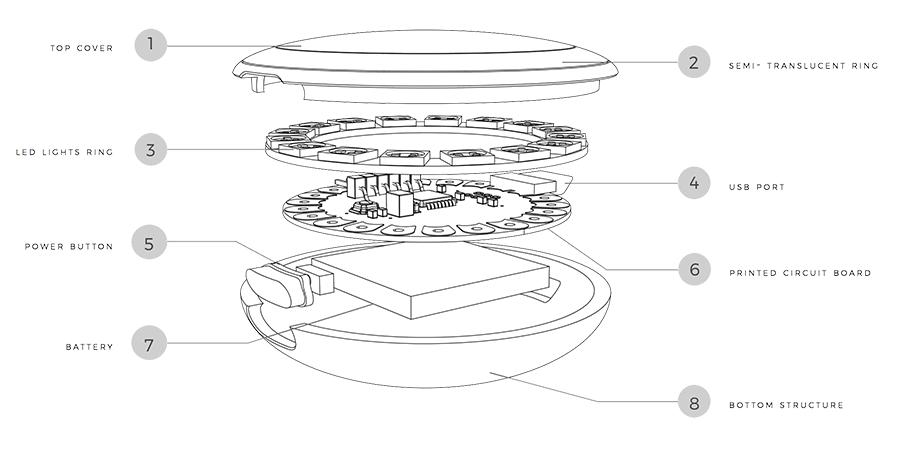 1
TOP COVER
2
SEMI- TRANSLUCENT RING
3
LED LIGHTS RING
4
USB PORT
5
POWER BUTTON
6
PRINTED CIRCUIT BOARD
7
BATTERY
8
BOTTOM STRUCTURE